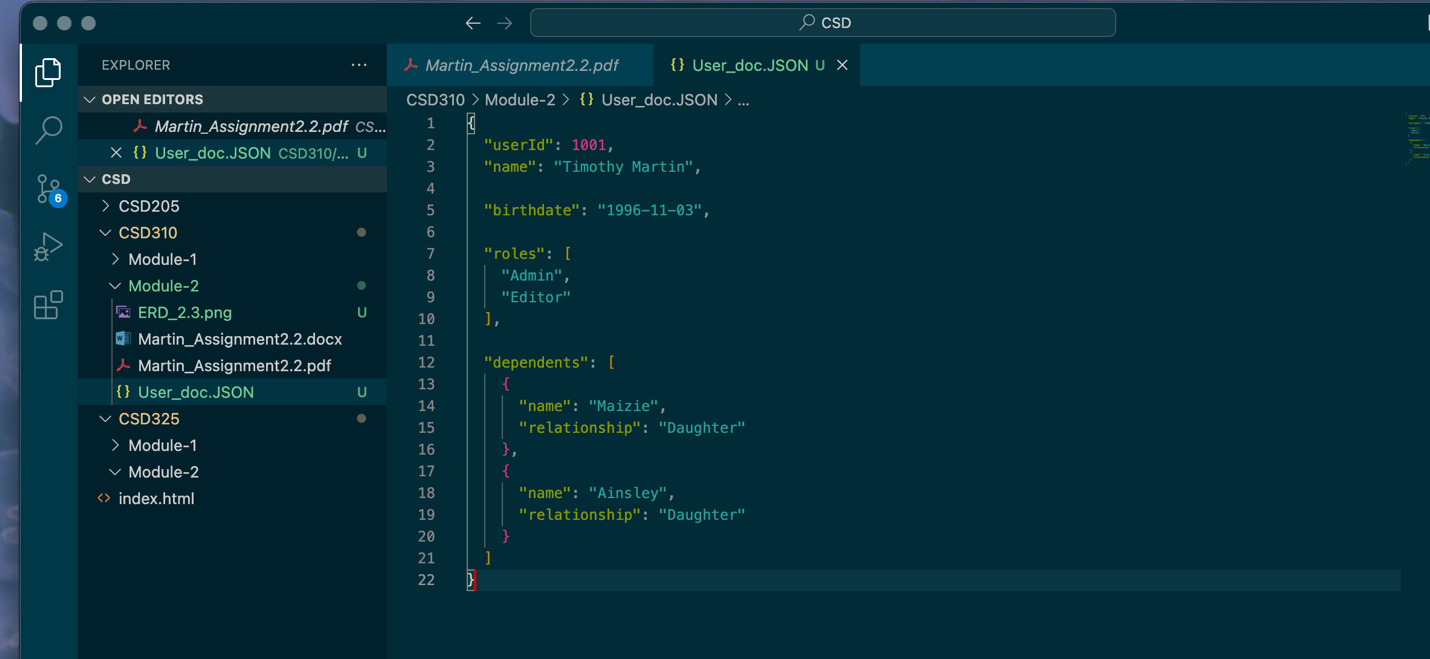 CSD
EXPLORER ...
OPEN EDITORS
Martin_Assignment2.2.pdf CS...
User_doc.JSON CSD310/... U
CSD
CSD205
CSD310
Module-1
Module-2
ERD_2.3.png U
Martin_Assignment2.2.docx
Martin_Assignment2.2.pdf
User_doc.JSON U
CSD325
Module-1
Module-2
index.html
6
Martin_Assignment2.2.pdf
{} User_doc.JSON U
CSD310 > Module-2 > {} User_doc.JSON > ...
1 {
2 "userId": 1001,
3 "name": "Timothy Martin",
4
5 "birthdate": "1996-11-03",
6
7 "roles": [
8 "Admin",
9 "Editor"
10 ],
11
12 "dependents": [
13 {
14 "name": "Maizie",
15 "relationship": "Daughter"
16 },
17 {
18 "name": "Ainsley",
19 "relationship": "Daughter"
20 }
21 ]
22 }